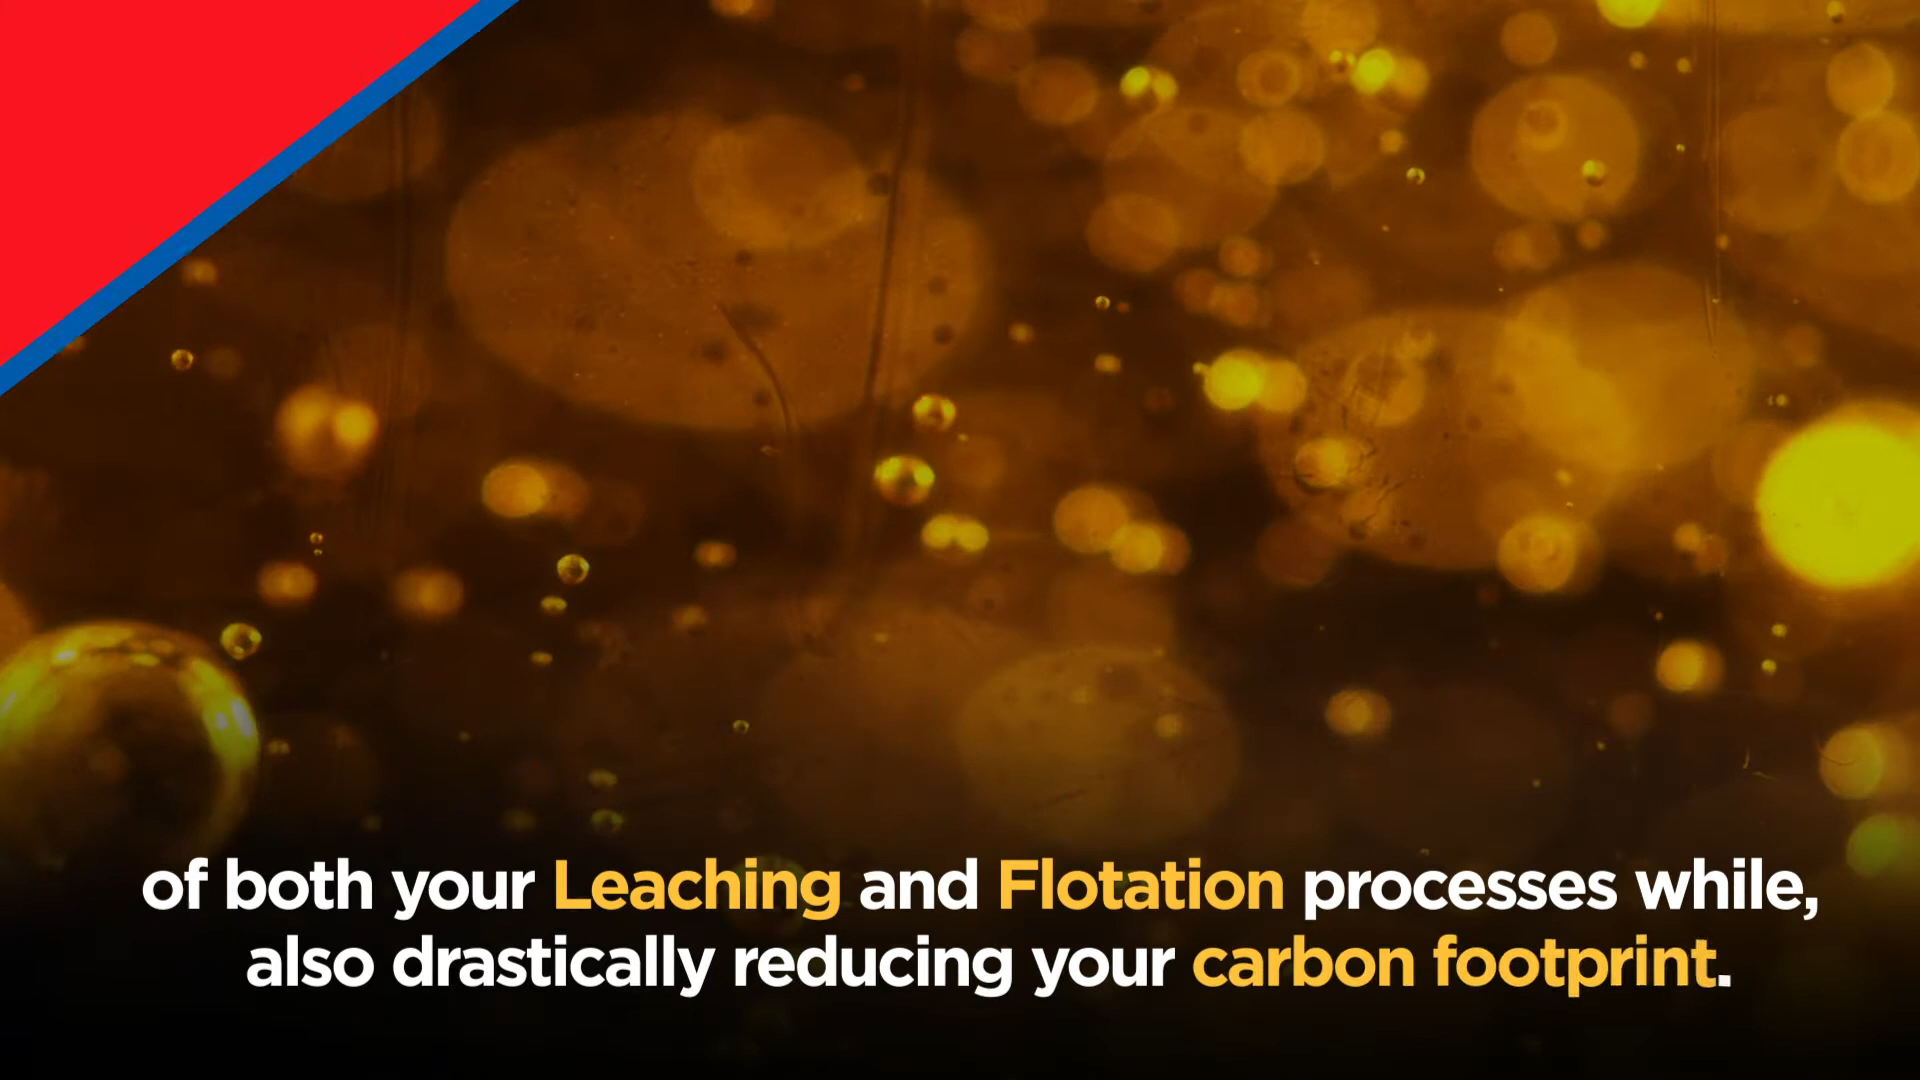 of both your Leaching and Flotation processes while,
also drastically reducing your carbon footprint.